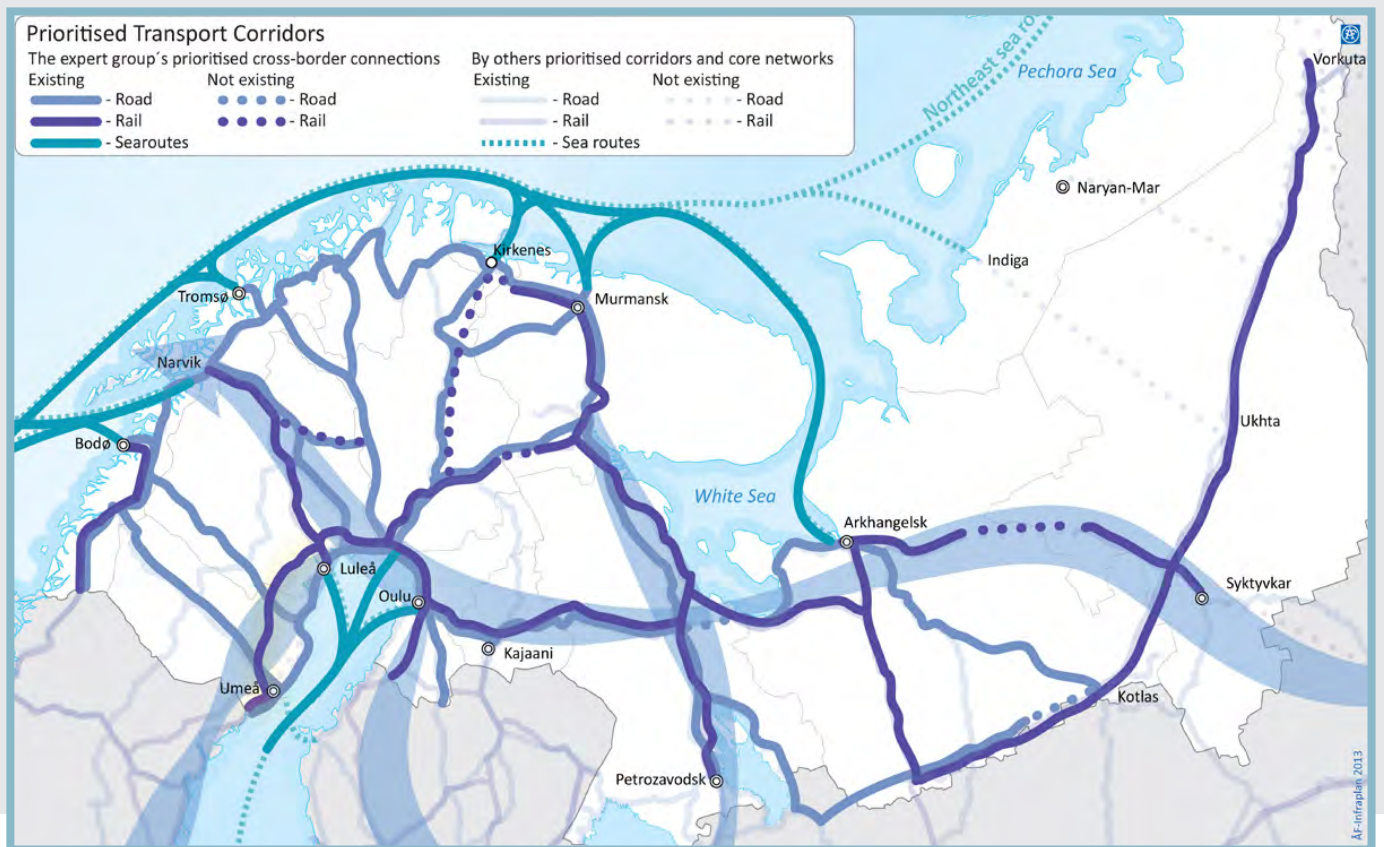 Prioritised Transport Corridors
The expert group´s prioritised cross-border connections
Existing
Not existing
- Road
- Road
- Rail
- Rail
- Searoutes
By others prioritised corridors and core networks
Existing
Not existing
- Road
- Road
- Rail
- Rail
- Sea routes
Northeast sea rou
Pechora Sea
Vorkuta
Naryan-Mar
Indiga
Kirkenes
Tromsø
Murmansk
Narvik
Ukhta
Bodø
White Sea
Arkhangelsk
Luleå
Oulu
Syktyvkar
Kajaani
Umeå
Kotlas
Petrozavodsk
ÅF-Infraplan 2013